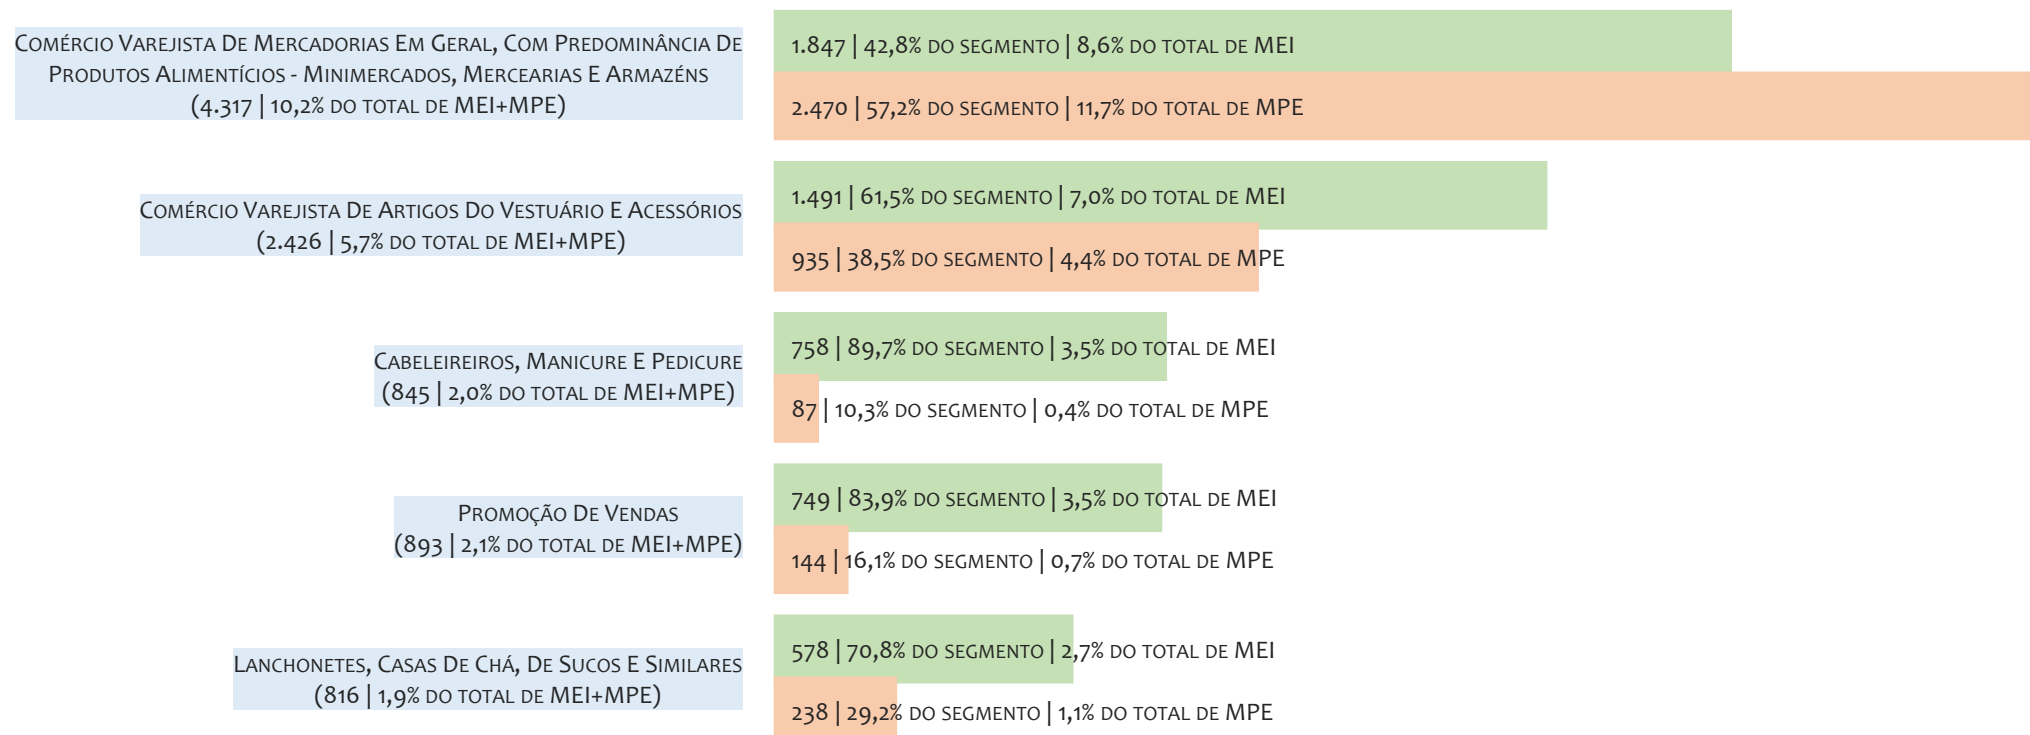 Comércio Varejista De Mercadorias Em Geral, Com Predominância De
Produtos Alimentícios - Minimercados, Mercearias E Armazéns
(4.317 | 10,2% do total de MEI+MPE)
1.847 | 42,8% do segmento | 8,6% do total de MEI
2.470 | 57,2% do segmento | 11,7% do total de MPE
Comércio Varejista De Artigos Do Vestuário E Acessórios
(2.426 | 5,7% do total de MEI+MPE)
1.491 | 61,5% do segmento | 7,0% do total de MEI
935 | 38,5% do segmento | 4,4% do total de MPE
Cabeleireiros, Manicure E Pedicure
(845 | 2,0% do total de MEI+MPE)
758 | 89,7% do segmento | 3,5% do total de MEI
87 | 10,3% do segmento | 0,4% do total de MPE
Promoção De Vendas
(893 | 2,1% do total de MEI+MPE)
749 | 83,9% do segmento | 3,5% do total de MEI
144 | 16,1% do segmento | 0,7% do total de MPE
Lanchonetes, Casas De Chá, De Sucos E Similares
(816 | 1,9% do total de MEI+MPE)
578 | 70,8% do segmento | 2,7% do total de MEI
238 | 29,2% do segmento | 1,1% do total de MPE